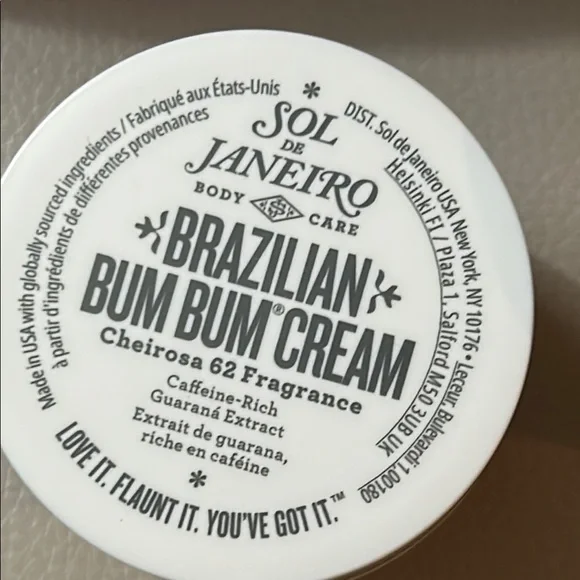 SOL
DE
JANEIRO
BODY CARE
BRAZILIAN
BUM BUM® CREAM
Cheirosa 62 Fragrance
Caffeine-Rich
Guaraná Extract
Extrait de guarana,
riche en caféine
*
LOVE IT. FLAUNT IT. YOU'VE GOT IT.™
Made in USA with globally sourced ingredients / Fabriqué aux États-Unis
à partir d'ingrédients de différentes provenances
*
DIST. Sol de Janeiro USA New York, NY 10176 • Lecœur Boulevardi 1, 00180
Helsinki FI / Plaza 1, Salford M50 3UB UK